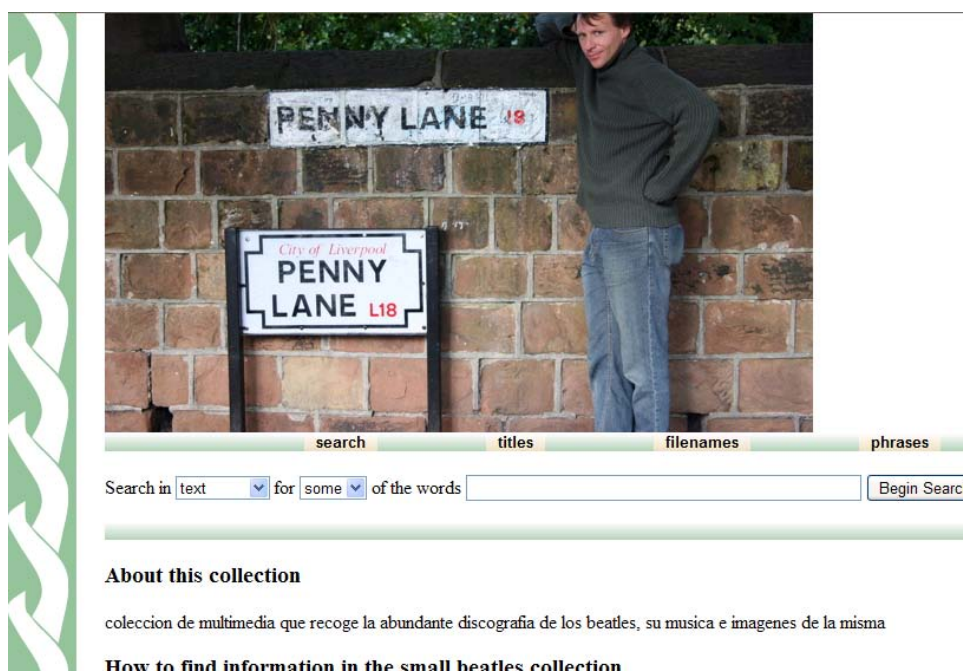 PENNY LANE 18
City of Liverpool
PENNY
LANE L18
search titles filenames phrases
Search in text for some of the words Begin Searc
About this collection
coleccion de multimedia que recoge la abundante discografia de los beatles, su musica e imagenes de la misma
How to find information in the small beatles collection